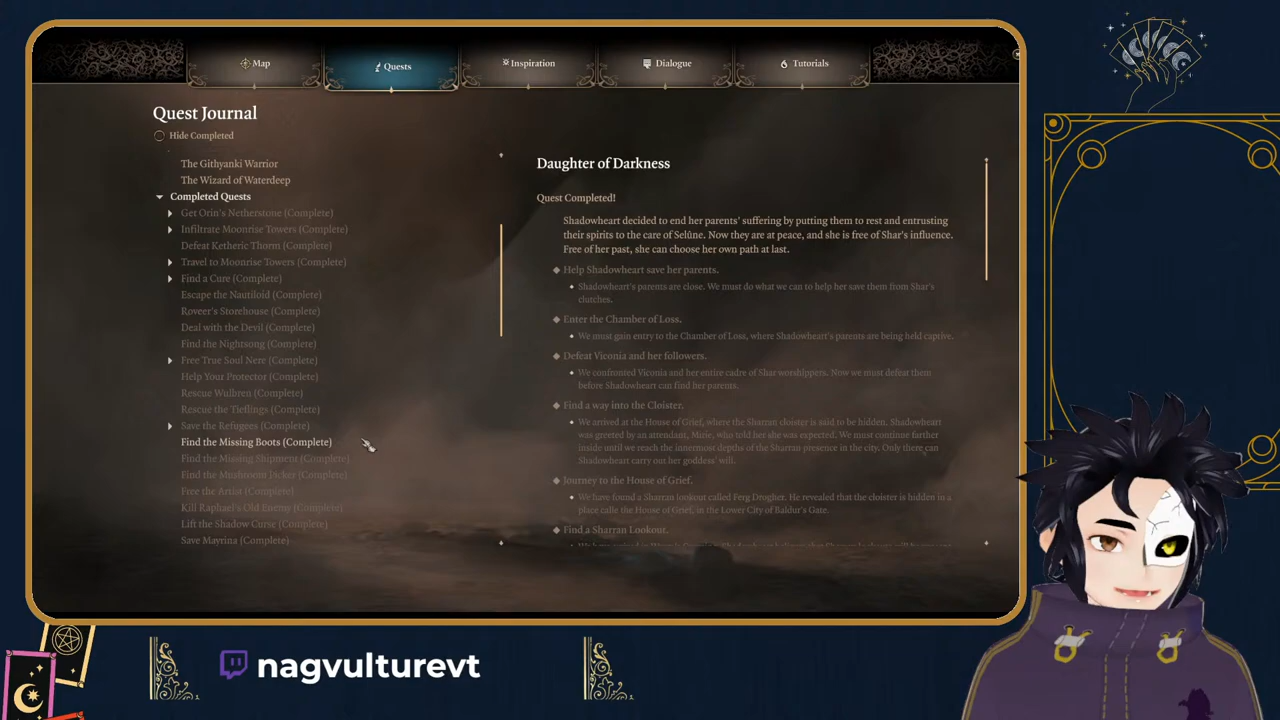 Map
Quests
Inspiration
Dialogue
Tutorials
Quest Journal
Hide Completed
The Githyanki Warrior
The Wizard of Waterdeep
Completed Quests
Get Orin's Netherstone (Complete)
Infiltrate Moonrise Towers (Complete)
Defeat Ketheric Thorm (Complete)
Travel to Moonrise Towers (Complete)
Find a Cure (Complete)
Escape the Nautiloid (Complete)
Roveer's Storehouse (Complete)
Deal with the Devil (Complete)
Find the Nightsong (Complete)
Free True Soul Nere (Complete)
Help Your Protector (Complete)
Rescue Wulbren (Complete)
Rescue the Tieflings (Complete)
Save the Refugees (Complete)
Find the Missing Boots (Complete)
Find the Missing Shipment (Complete)
Find the Mushroom Picker (Complete)
Free the Artist (Complete)
Kill Raphael's Old Enemy (Complete)
Lift the Shadow Curse (Complete)
Save Mayrina (Complete)
Daughter of Darkness
Quest Completed!
Shadowheart decided to end her parents' suffering by putting them to rest and entrusting
their spirits to the care of Selûne. Now they are at peace, and she is free of Shar's influence.
Free of her past, she can choose her own path at last.
Help Shadowheart save her parents.
Shadowheart's parents are close. We must do what we can to help her save them from Shar's
clutches.
Enter the Chamber of Loss.
We must gain entry to the Chamber of Loss, where Shadowheart's parents are being held captive.
Defeat Viconia and her followers.
We confronted Viconia and her entire cadre of Shar worshippers. Now we must defeat them
before Shadowheart can find her parents.
Find a way into the Cloister.
We arrived at the House of Grief, where the Sharran cloister is said to be hidden. Shadowheart
was greeted by an attendant, Mirie, who told her she was expected. We must continue farther
inside until we reach the innermost depths of the Sharran presence in the city. Only there can
Shadowheart carry out her goddess' will.
Journey to the House of Grief.
We have found a Sharran lookout called Ferg Drogher. He revealed that the cloister is hidden in a
place calle the House of Grief, in the Lower City of Baldur's Gate.
Find a Sharran Lookout.
nagvulturevt